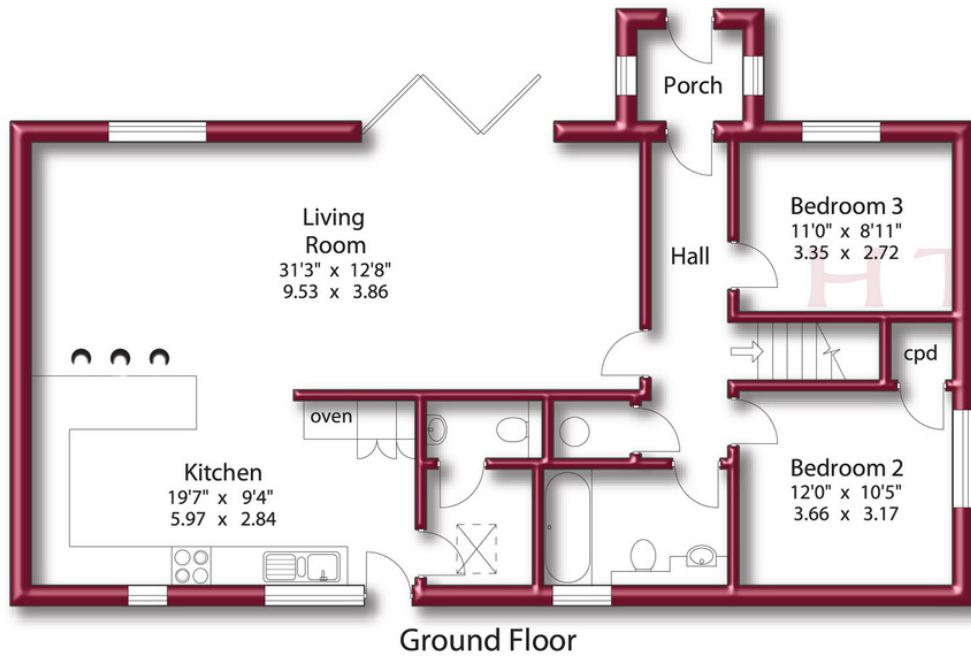 Porch
Living
Room
31'3" x 12'8"
9.53 x 3.86
Hall
Bedroom 3
11'0" x 8'11"
3.35 x 2.72
H T
cpd
oven
Kitchen
19'7" x 9'4"
5.97 x 2.84
Bedroom 2
12'0" x 10'5"
3.66 x 3.17
Ground Floor